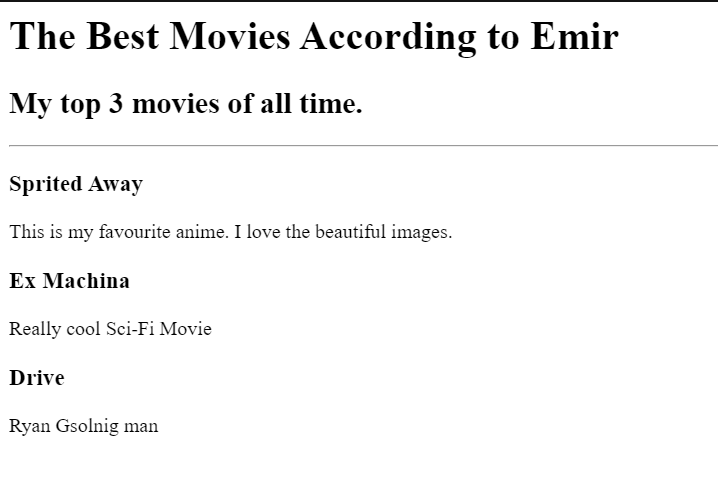 The Best Movies According to Emir
My top 3 movies of all time.
Sprited Away
This is my favourite anime. I love the beautiful images.
Ex Machina
Really cool Sci-Fi Movie
Drive
Ryan Gsolnig man